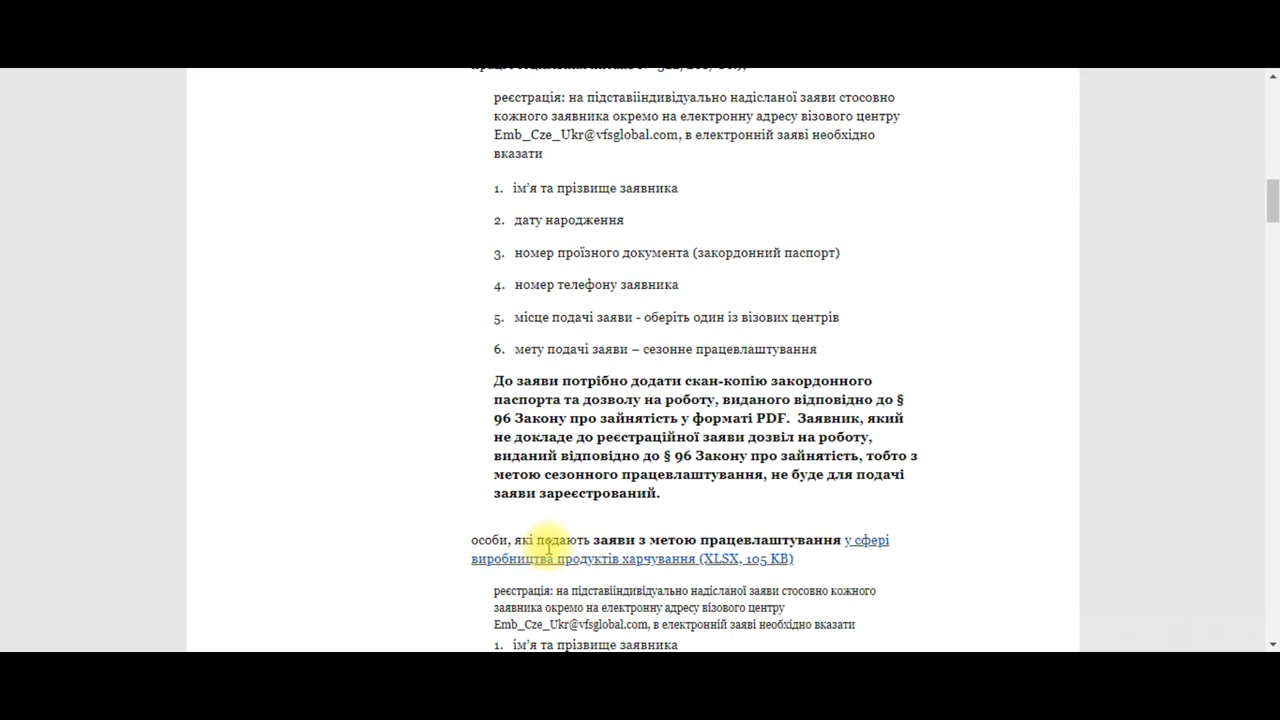 реєстрація: на підставііндивідуально надісланої заяви стосовно
кожного заявника окремо на електронну адресу візового центру
Emb_Cze_Ukr@vfsglobal.com, в електронній заяві необхідно
вказати
1. ім’я та прізвище заявника
2. дату народження
3. номер проїзного документа (закордонний паспорт)
4. номер телефону заявника
5. місце подачі заяви - оберіть один із візових центрів
6. мету подачі заяви – сезонне працевлаштування
До заяви потрібно додати скан-копію закордонного
паспорта та дозволу на роботу, виданого відповідно до §
96 Закону про зайнятість у форматі PDF. Заявник, який
не докладе до реєстраційної заяви дозвіл на роботу,
виданий відповідно до § 96 Закону про зайнятість, тобто з
метою сезонного працевлаштування, не буде для подачі
заяви зареєстрований.
особи, які подають заяви з метою працевлаштування у сфері
виробництва продуктів харчування (XLSX, 105 KB)
реєстрація: на підставііндивідуально надісланої заяви стосовно кожного
заявника окремо на електронну адресу візового центру
Emb_Cze_Ukr@vfsglobal.com, в електронній заяві необхідно вказати
1. ім’я та прізвище заявника